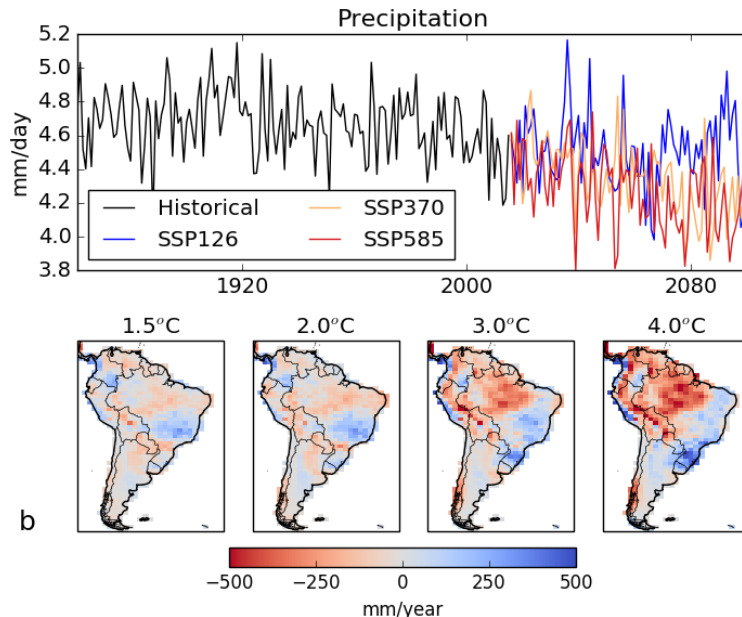 Precipitation
5.2
5.0
4.8
4.6
4.4
4.2
4.0
3.8
mm/day
Historical
SSP126
SSP370
SSP585
1920 2000 2080
1.5°C 2.0°C 3.0°C 4.0°C
b
−500 −250 0 250 500
mm/year